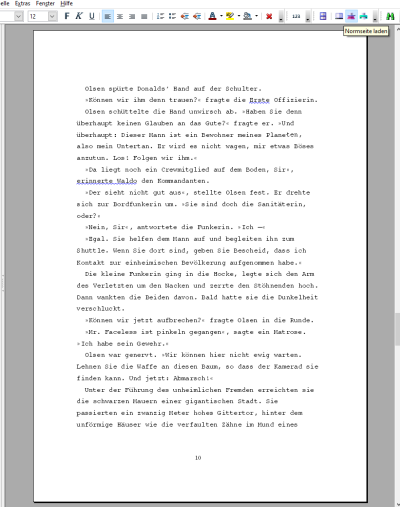 elle Extras Fenster Hilfe
12 F K U A 123
Normseite laden
Olsen spürte Donalds' Hand auf der Schulter.
»Können wir ihm denn trauen?« fragte die Erste Offizierin.
Olsen schüttelte die Hand unwirsch ab. »Haben Sie denn
überhaupt keinen Glauben an das Gute?« fragte er. »Und
überhaupt: Dieser Mann ist ein Bewohner meines Planeten,
also mein Untertan. Er wird es nicht wagen, mir etwas Böses
anzutun. Los! Folgen wir ihm.«
»Da liegt noch ein Crewmitglied auf dem Boden, Sir«,
erinnerte Waldo den Kommandanten.
»Der sieht nicht gut aus«, stellte Olsen fest. Er drehte
sich zur Bordfunkerin um. »Sie sind doch die Sanitäterin,
oder?«
»Nein, Sir«, antwortete die Funkerin. »Ich —«
»Egal. Sie helfen dem Mann auf und begleiten ihn zum
Shuttle. Wenn Sie dort sind, geben Sie Bescheid, dass ich
Kontakt zur einheimischen Bevölkerung aufgenommen habe.«
Die kleine Funkerin ging in die Hocke, legte sich den Arm
des Verletzten um den Nacken und zerrte den Stöhnenden hoch.
Dann wankten die Beiden davon. Bald hatte sie die Dunkelheit
verschluckt.
»Können wir jetzt aufbrechen?« fragte Olsen in die Runde.
»Mr. Faceless ist pinkeln gegangen«, sagte ein Matrose.
»Ich habe sein Gewehr.«
Olsen war genervt. »Wir können hier nicht ewig warten.
Lehnen Sie die Waffe an diesen Baum, so dass der Kamerad sie
finden kann. Und jetzt: Abmarsch!«
Unter der Führung des unheimlichen Fremden erreichten sie
die schwarzen Mauern einer gigantischen Stadt. Sie
passierten ein zwanzig Meter hohes Gittertor, hinter dem
unförmige Häuser wie die verfaulten Zähne im Mund eines
10